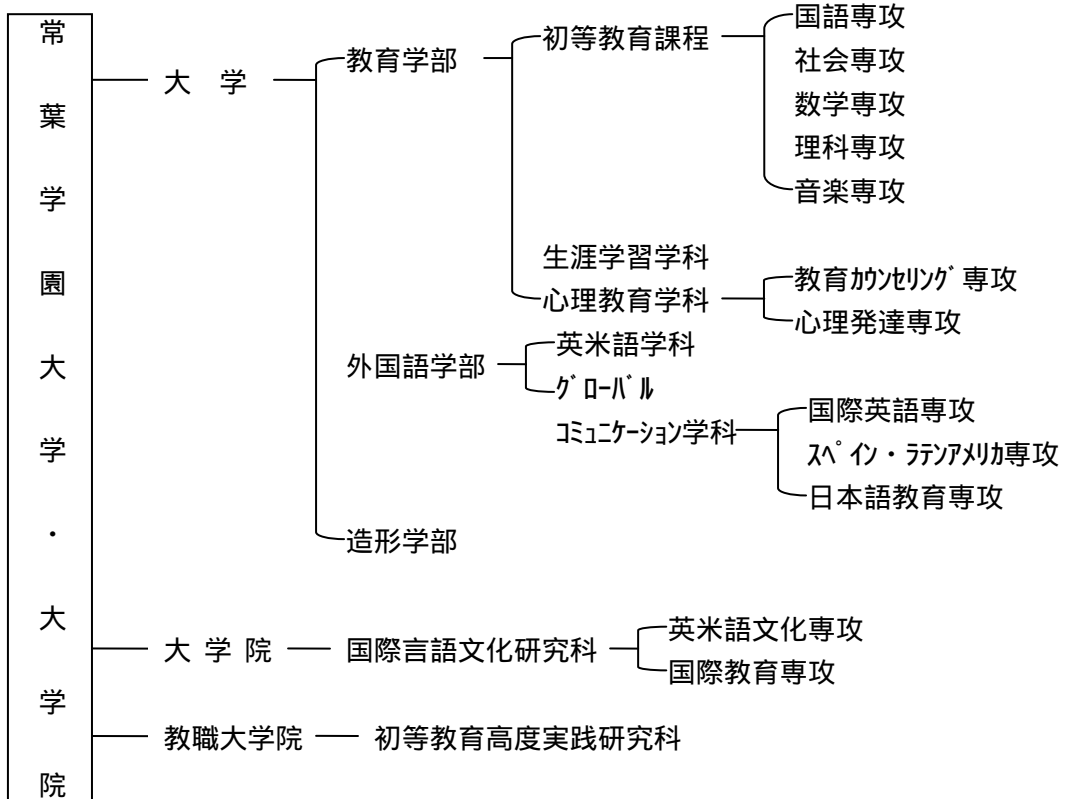 常葉学園大学・大学院
大 学
教育学部
初等教育課程
国語専攻
社会専攻
数学専攻
理科専攻
音楽専攻
生涯学習学科
心理教育学科
教育ｶｳﾝｾﾘﾝｸﾞ専攻
心理発達専攻
外国語学部
英米語学科
ｸﾞﾛｰﾊﾞﾙ
ｺﾐｭﾆｹｰｼｮﾝ学科
国際英語専攻
ｽﾍﾟｲﾝ・ﾗﾃﾝｱﾒﾘｶ専攻
日本語教育専攻
造形学部
大 学 院
国際言語文化研究科
英米語文化専攻
国際教育専攻
教職大学院
初等教育高度実践研究科